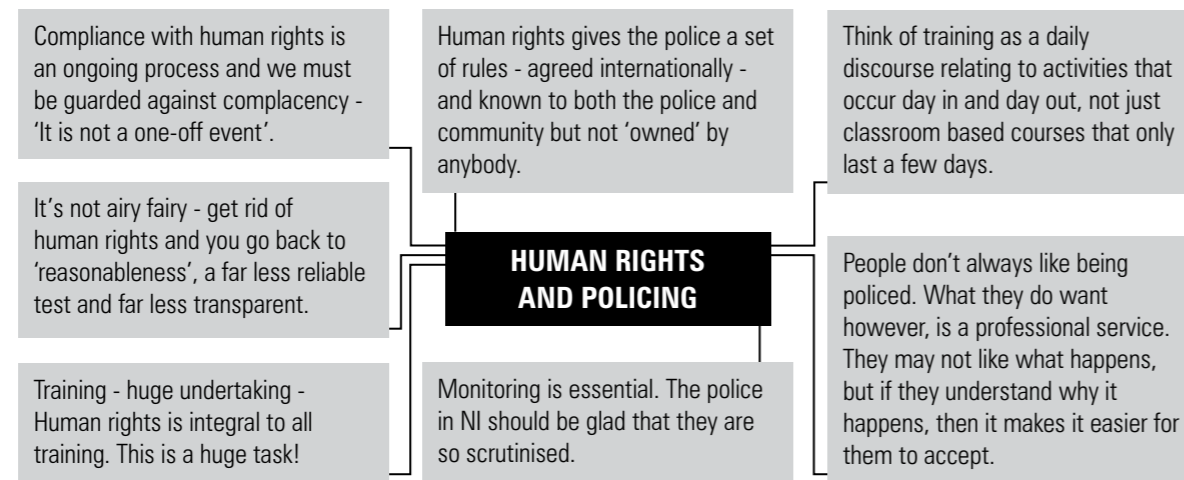 Compliance with human rights is
an ongoing process and we must
be guarded against complacency -
‘It is not a one-off event’.
Human rights gives the police a set
of rules - agreed internationally -
and known to both the police and
community but not ‘owned’ by
anybody.
Think of training as a daily
discourse relating to activities that
occur day in and day out, not just
classroom based courses that only
last a few days.
It’s not airy fairy - get rid of
human rights and you go back to
‘reasonableness’, a far less reliable
test and far less transparent.
HUMAN RIGHTS
AND POLICING
People don’t always like being
policed. What they do want
however, is a professional service.
They may not like what happens,
but if they understand why it
happens, then it makes it easier for
them to accept.
Training - huge undertaking -
Human rights is integral to all
training. This is a huge task!
Monitoring is essential. The police
in NI should be glad that they are
so scrutinised.